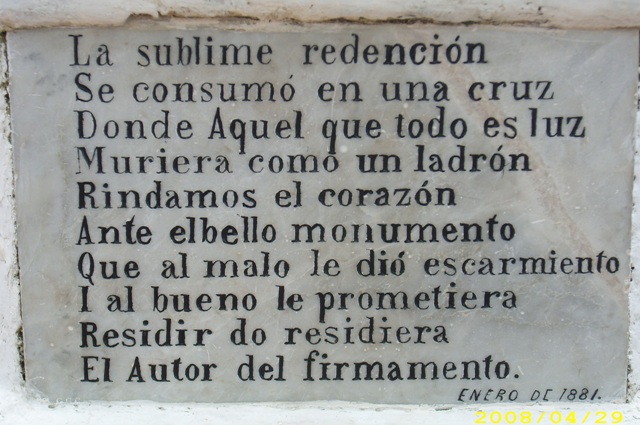 La sublime redención
Se consumó en una cruz
Donde Aquel que todo es luz
Muriera como un ladrón
Rindamos el corazón
Ante elbello monumento
Que al malo le dió escarmiento
I al bueno le prometiera
Residir do residiera
El Autor del firmamento.
ENERO DE 1881.
2008/04/29